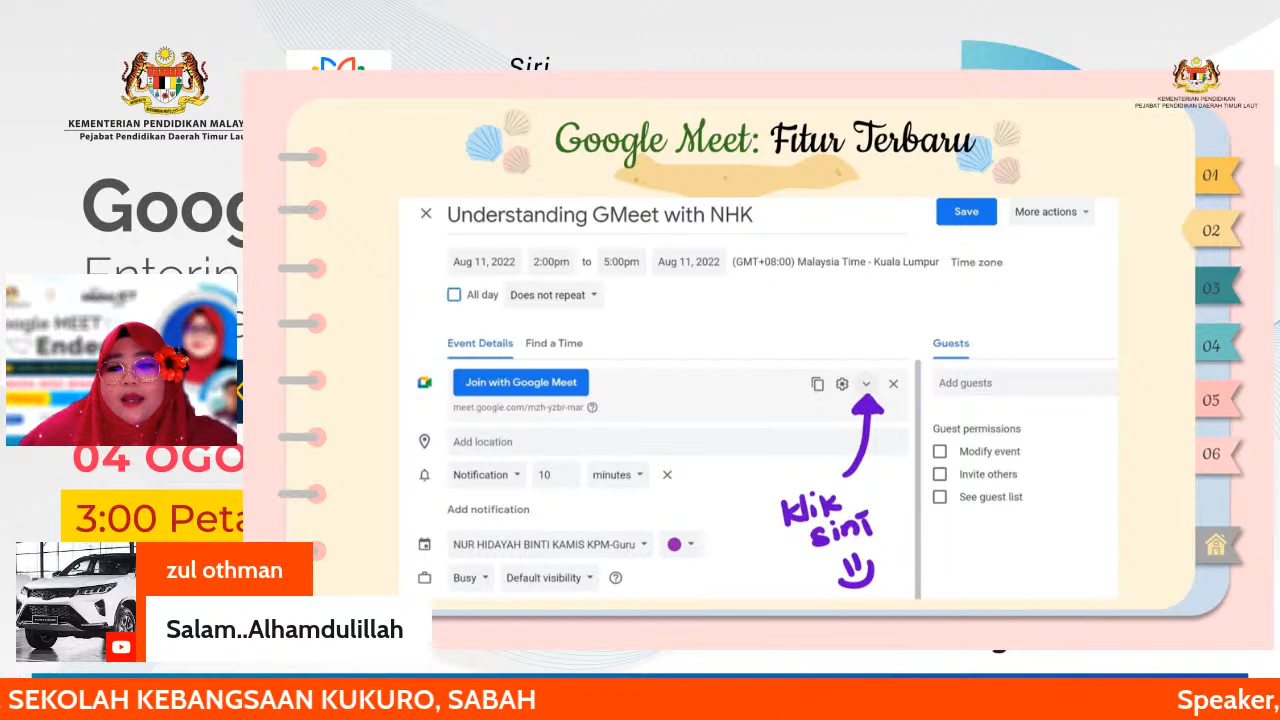 Siri
KEMENTERIAN PENDIDIKAN MALAY
Pejabat Pendidikan Daerah Timur Lau
KEMENTERIAN PENDIDIKAN
PEJABAT PENDIDIKAN DAERAH TIMUR LAUT
Goog
Enterin
Google Meet: Fitur Terbaru
01
02
03
04
05
06
Understanding GMeet with NHK
Save
More actions
Aug 11, 2022 2:00pm to 5:00pm Aug 11, 2022 (GMT+08:00) Malaysia Time - Kuala Lumpur Time zone
All day Does not repeat
Event Details Find a Time
Guests
Join with Google Meet
meet.google.com/mzh-yzbr-mar
Add guests
Add location
Guest permissions
Modify event
Notification 10 minutes
Invite others
See guest list
Add notification
klik
sini
NUR HIDAYAH BINTI KAMIS KPM-Guru
Busy Default visibility
oogle MEET
Ende
04 OGO
3:00 Peta
zul othman
Salam..Alhamdulillah
SEKOLAH KEBANGSAAN KUKURO, SABAH
Speaker,